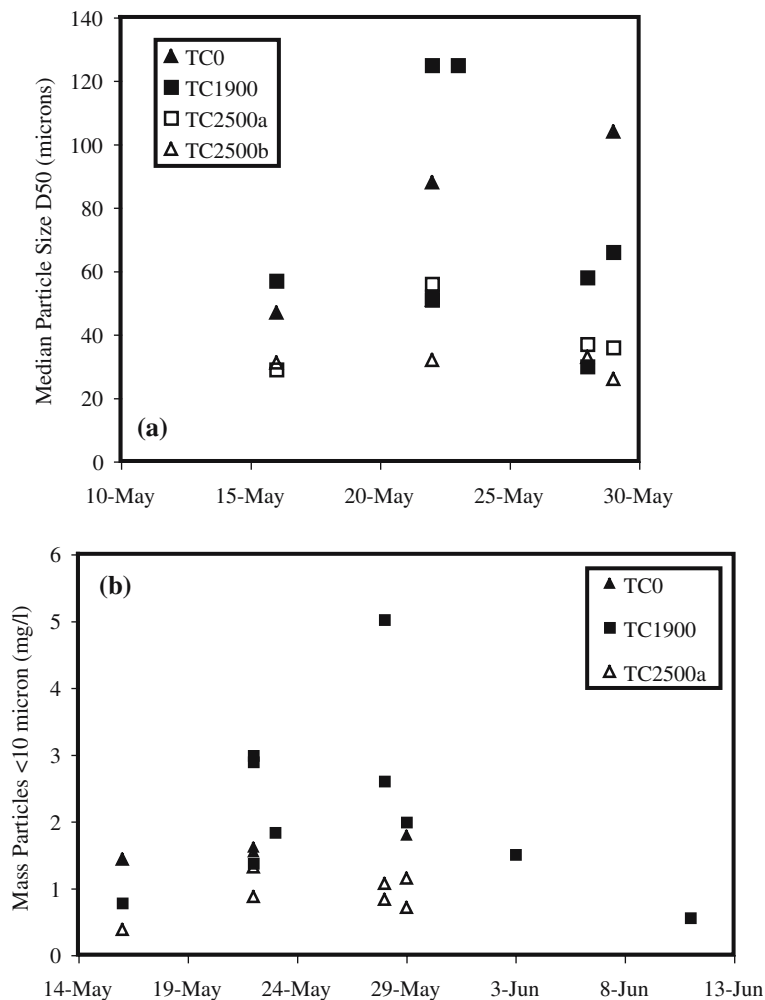 140
120
100
80
60
40
20
0
Median Particle Size D50 (microns)
TC0
TC1900
TC2500a
TC2500b
(a)
10-May 15-May 20-May 25-May 30-May
6
5
4
3
2
1
0
Mass Particles <10 micron (mg/l)
(b)
TC0
TC1900
TC2500a
14-May 19-May 24-May 29-May 3-Jun 8-Jun 13-Jun